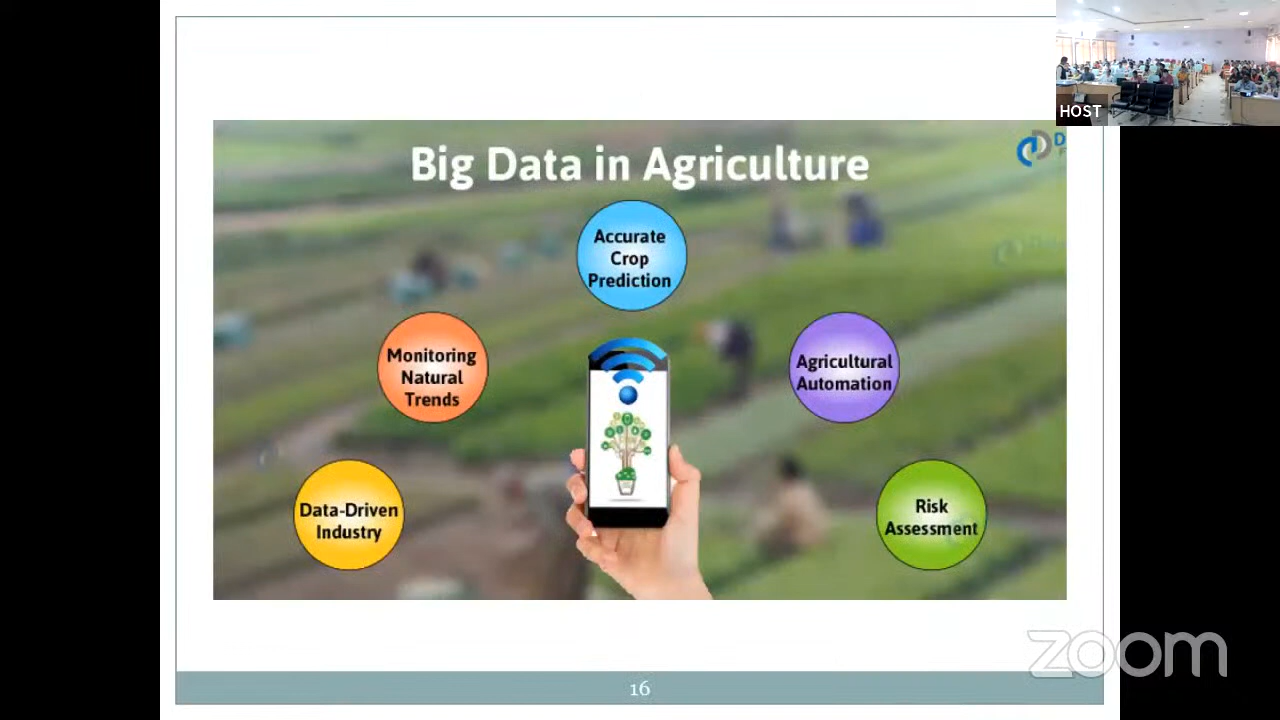 HOST
Big Data in Agriculture
Accurate
Crop
Prediction
Monitoring
Natural
Trends
Agricultural
Automation
Data-Driven
Industry
Risk
Assessment
zoom
16